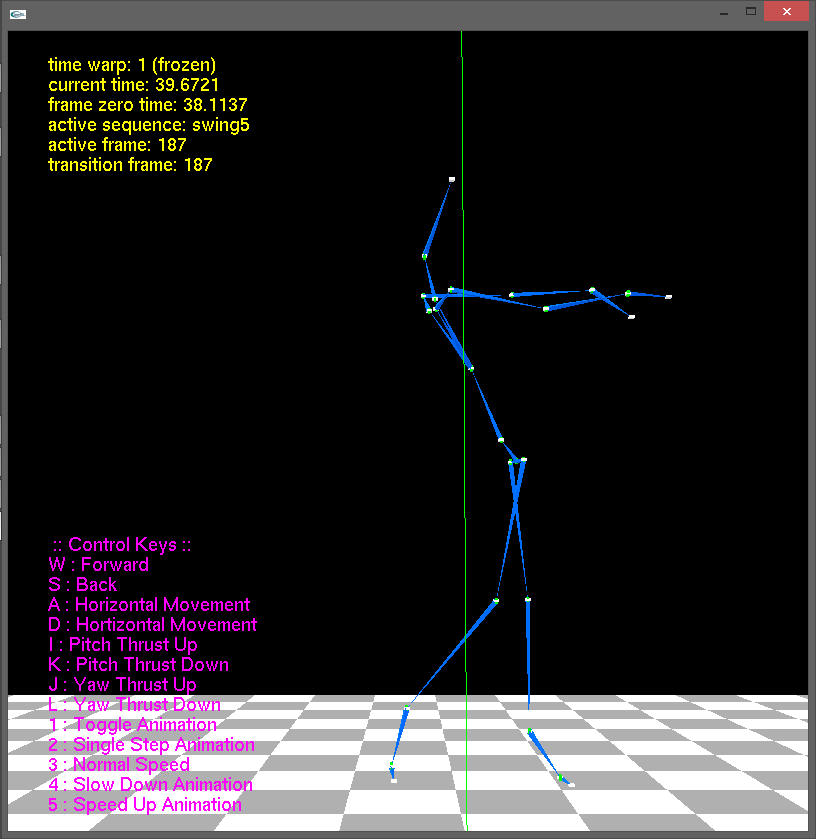 time warp: 1 (frozen)
current time: 39.6721
frame zero time: 38.1137
active sequence: swing5
active frame: 187
transition frame: 187
:: Control Keys ::
W : Forward
S : Back
A : Horizontal Movement
D : Hortizontal Movement
I : Pitch Thrust Up
K : Pitch Thrust Down
J : Yaw Thrust Up
L : Yaw Thrust Down
1 : Toggle Animation
2 : Single Step Animation
3 : Normal Speed
4 : Slow Down Animation
5 : Speed Up Animation